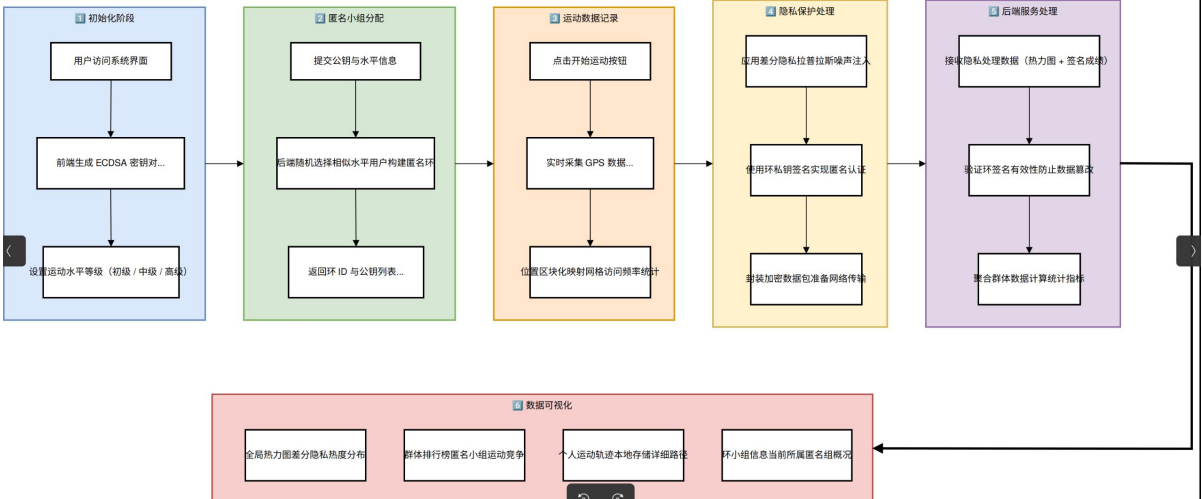 1 初始化阶段
用户访问系统界面
前端生成 ECDSA 密钥对...
设置运动水平等级（初级 / 中级 / 高级）
2 匿名小组分配
提交公钥与水平信息
后端随机选择相似水平用户构建匿名环
返回环 ID 与公钥列表...
3 运动数据记录
点击开始运动按钮
实时采集 GPS 数据...
位置区块化映射网格访问频率统计
4 隐私保护处理
应用差分隐私拉普拉斯噪声注入
使用环私钥签名实现匿名认证
封装加密数据包准备网络传输
5 后端服务处理
接收隐私处理数据（热力图 + 签名成绩）
验证环签名有效性防止数据篡改
聚合群体数据计算统计指标
6 数据可视化
全局热力图差分隐私热度分布
群体排行榜匿名小组运动竞争
个人运动轨迹本地存储详细路径
环小组信息当前所属匿名组概况